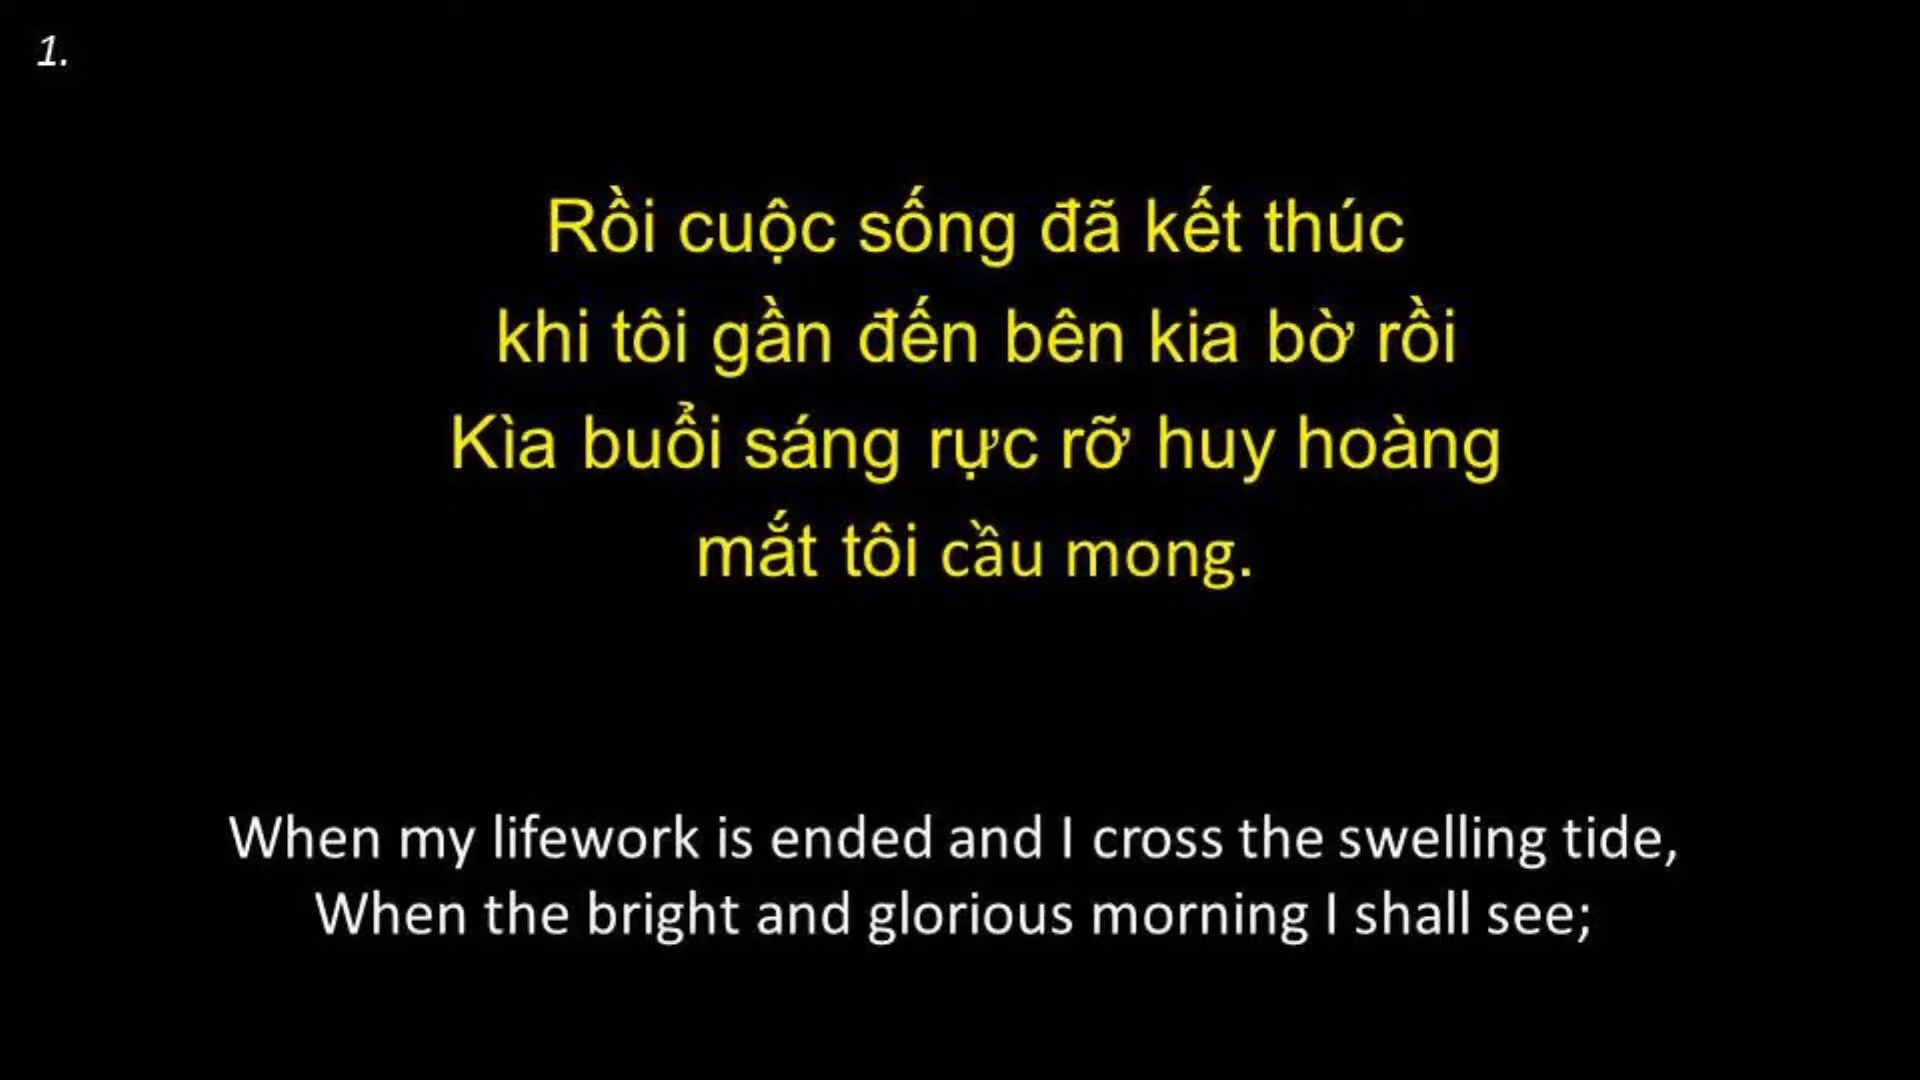 1.
Rồi cuộc sống đã kết thúc
khi tôi gần đến bên kia bờ rồi
Kìa buổi sáng rực rỡ huy hoàng
mắt tôi cầu mong.
When my lifework is ended and I cross the swelling tide,
When the bright and glorious morning I shall see;